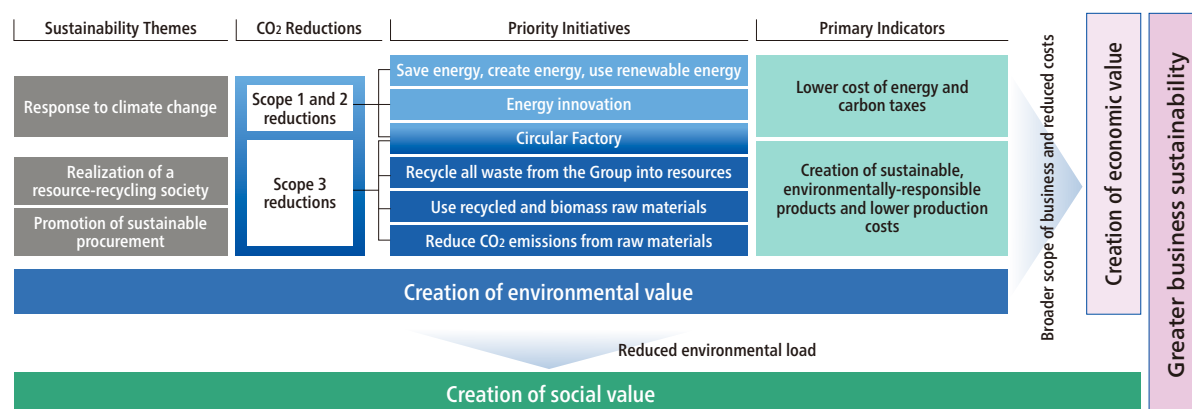 Sustainability Themes
CO2 Reductions
Priority Initiatives
Primary Indicators
Response to climate change
Realization of a
resource-recycling society
Promotion of sustainable
procurement
Scope 1 and 2
reductions
Scope 3
reductions
Save energy, create energy, use renewable energy
Energy innovation
Circular Factory
Recycle all waste from the Group into resources
Use recycled and biomass raw materials
Reduce CO2 emissions from raw materials
Lower cost of energy and
carbon taxes
Creation of sustainable,
environmentally-responsible
products and lower production
costs
Broader scope of business and reduced costs
Creation of economic value
Greater business sustainability
Creation of environmental value
Reduced environmental load
Creation of social value